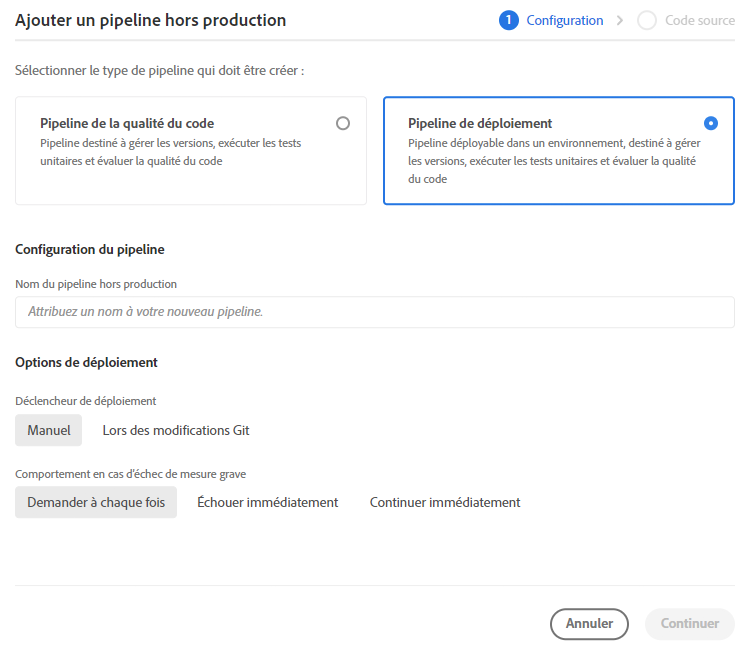 Ajouter un pipeline hors production
1 Configuration > Code source
Sélectionner le type de pipeline qui doit être créer :
Pipeline de la qualité du code
Pipeline destiné à gérer les versions, exécuter les tests
unitaires et évaluer la qualité du code
Pipeline de déploiement
Pipeline déployable dans un environnement, destiné à gérer
les versions, exécuter les tests unitaires et évaluer la qualité
du code
Configuration du pipeline
Nom du pipeline hors production
Attribuez un nom à votre nouveau pipeline.
Options de déploiement
Déclencheur de déploiement
Manuel Lors des modifications Git
Comportement en cas d'échec de mesure grave
Demander à chaque fois Échouer immédiatement Continuer immédiatement
Annuler Continuer